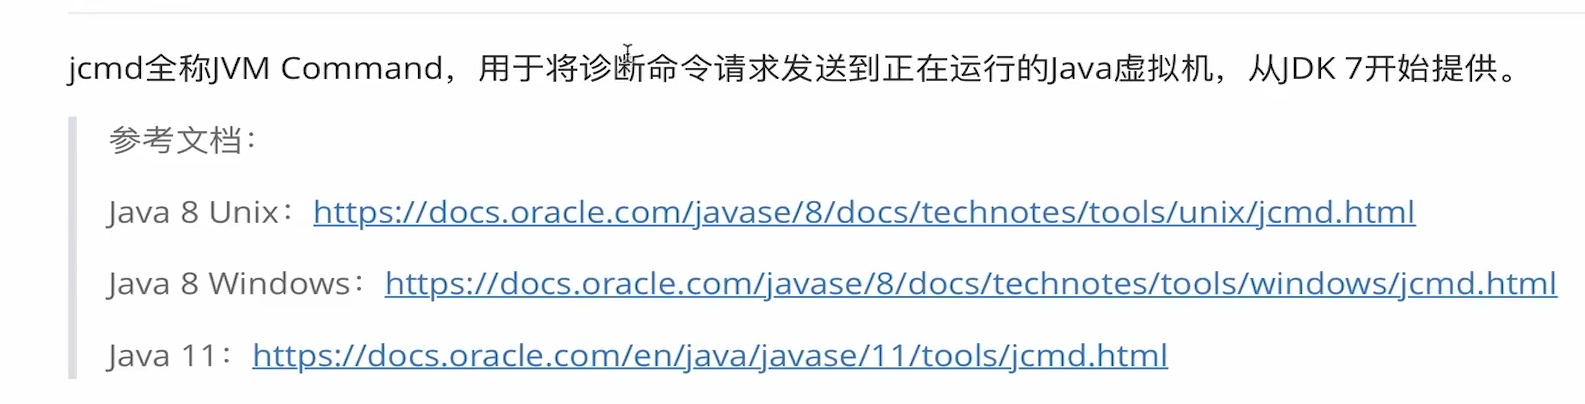 jcmd全称JVM Command，用于将诊断命令请求发送到正在运行的Java虚拟机，从JDK 7开始提供。
参考文档：
Java 8 Unix：https://docs.oracle.com/javase/8/docs/technotes/tools/unix/jcmd.html
Java 8 Windows：https://docs.oracle.com/javase/8/docs/technotes/tools/windows/jcmd.html
Java 11：https://docs.oracle.com/en/java/javase/11/tools/jcmd.html